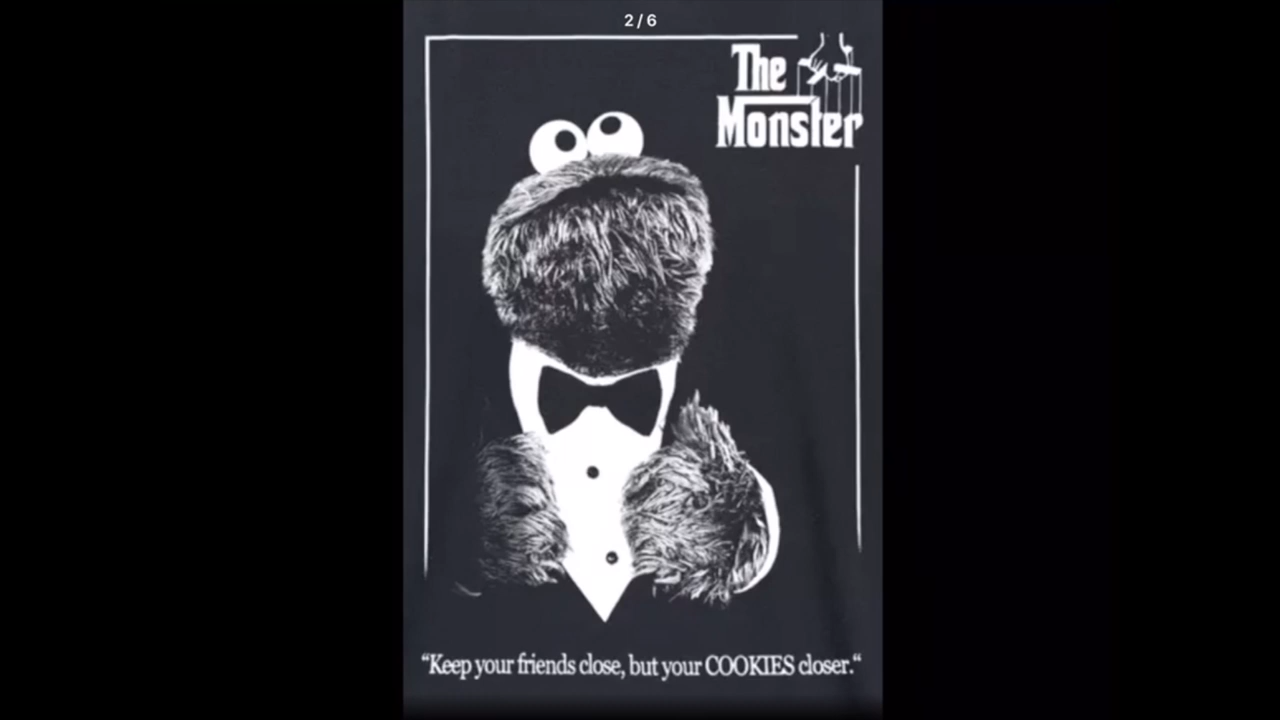 2/6
The
Monster
“Keep your friends close, but your COOKIES closer.“